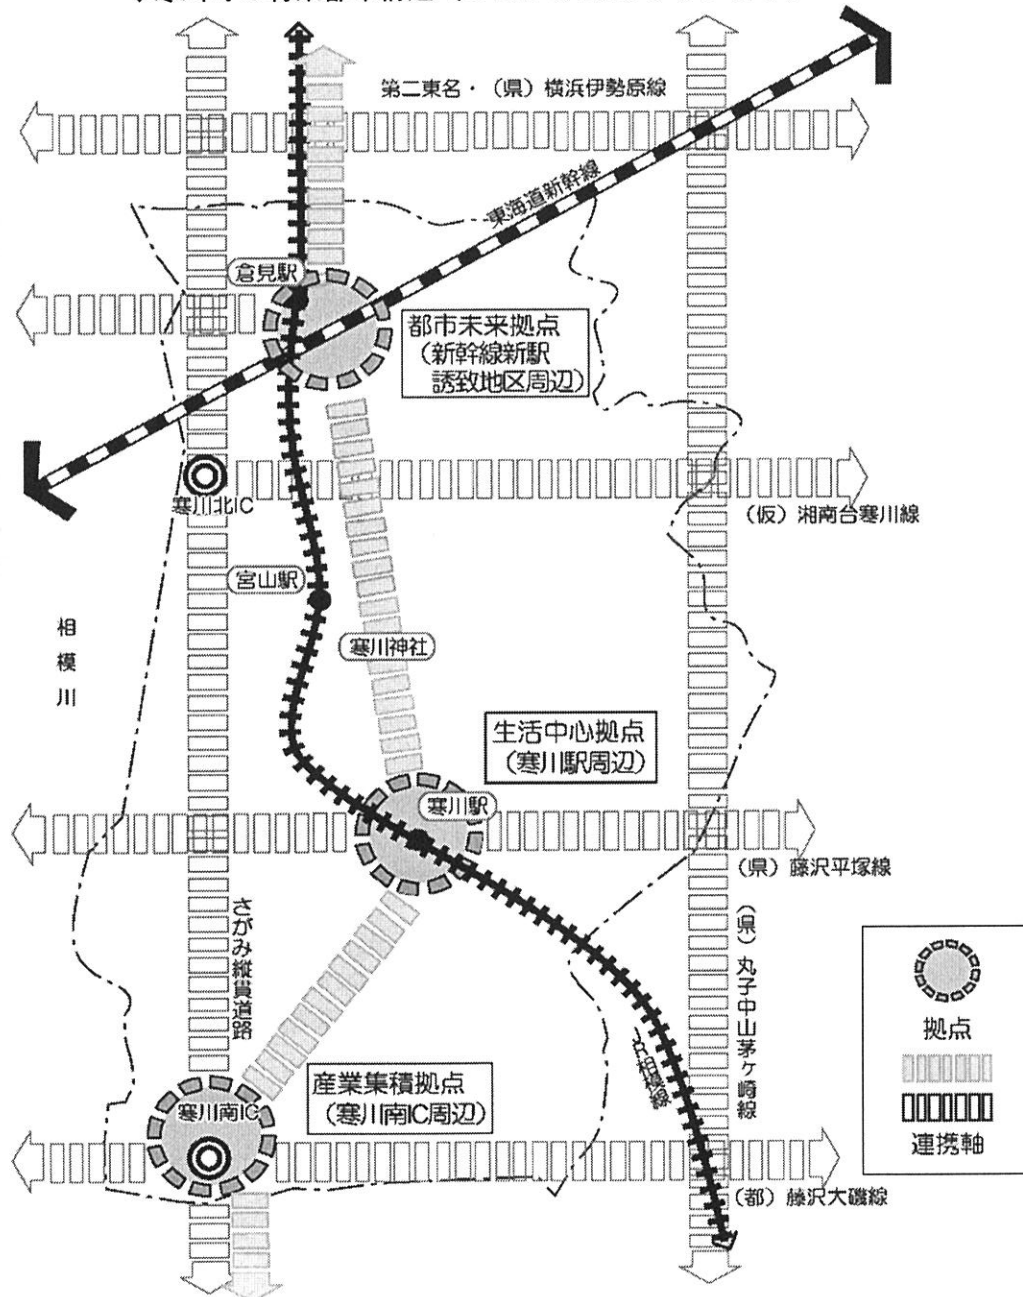 第二東名・（県）横浜伊勢原線
東海道新幹線
倉見駅
都市未来拠点
（新幹線新駅
誘致地区周辺）
寒川北IC
（仮）湘南台寒川線
宮山駅
相模川
寒川神社
生活中心拠点
（寒川駅周辺）
寒川駅
（県）藤沢平塚線
さがみ縦貫道路
（県）丸子中山茅ヶ崎線
拠点
連携軸
産業集積拠点
（寒川南IC周辺）
寒川南IC
（都）藤沢大磯線